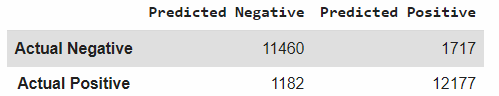 Predicted Negative Predicted Positive
Actual Negative 11460 1717
Actual Positive 1182 12177